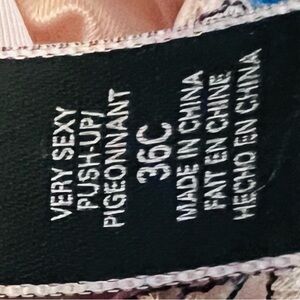 VERY SEXY
PUSH-UP/
PIGEONNANT
36C
MADE IN CHINA
FAIT EN CHINE
HECHO EN CHINA